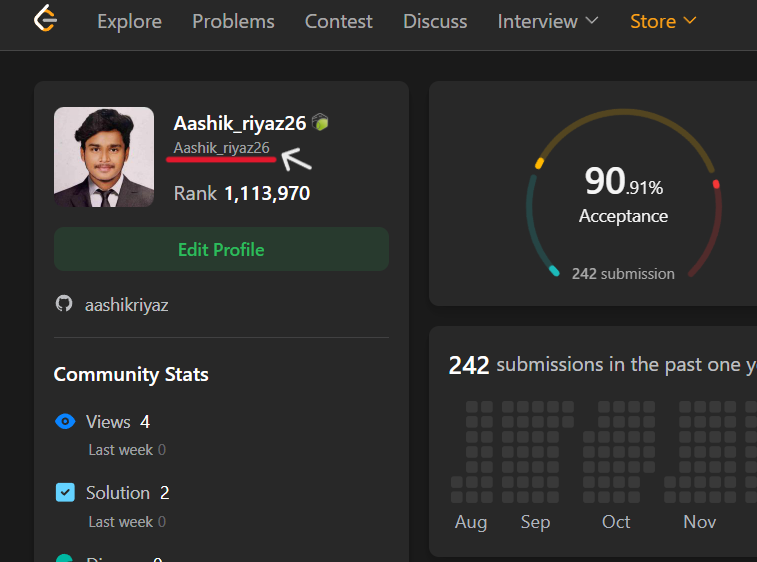 Explore Problems Contest Discuss Interview Store
Aashik_riyaz26
Aashik_riyaz26
Rank 1,113,970
Edit Profile
aashikriyaz
Community Stats
Views 4
Last week 0
Solution 2
Last week 0
0
90.91%
Acceptance
242 submission
242 submissions in the past one y
Aug Sep Oct Nov